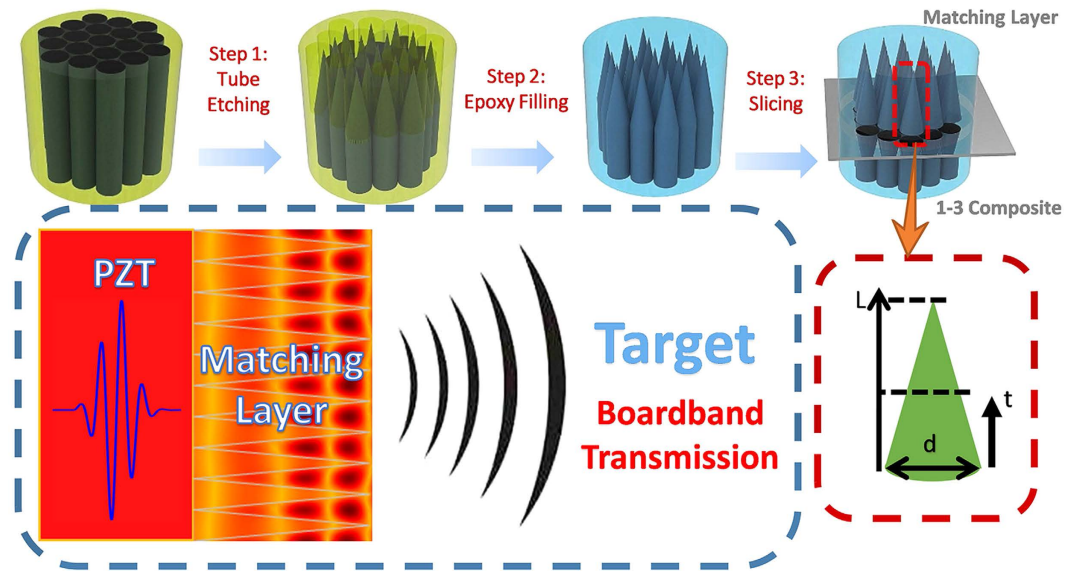 Step 1:
Tube
Etching
Step 2:
Epoxy Filling
Step 3:
Slicing
Matching Layer
1-3 Composite
PZT
Matching
Layer
Target
Boardband
Transmission
L
t
d